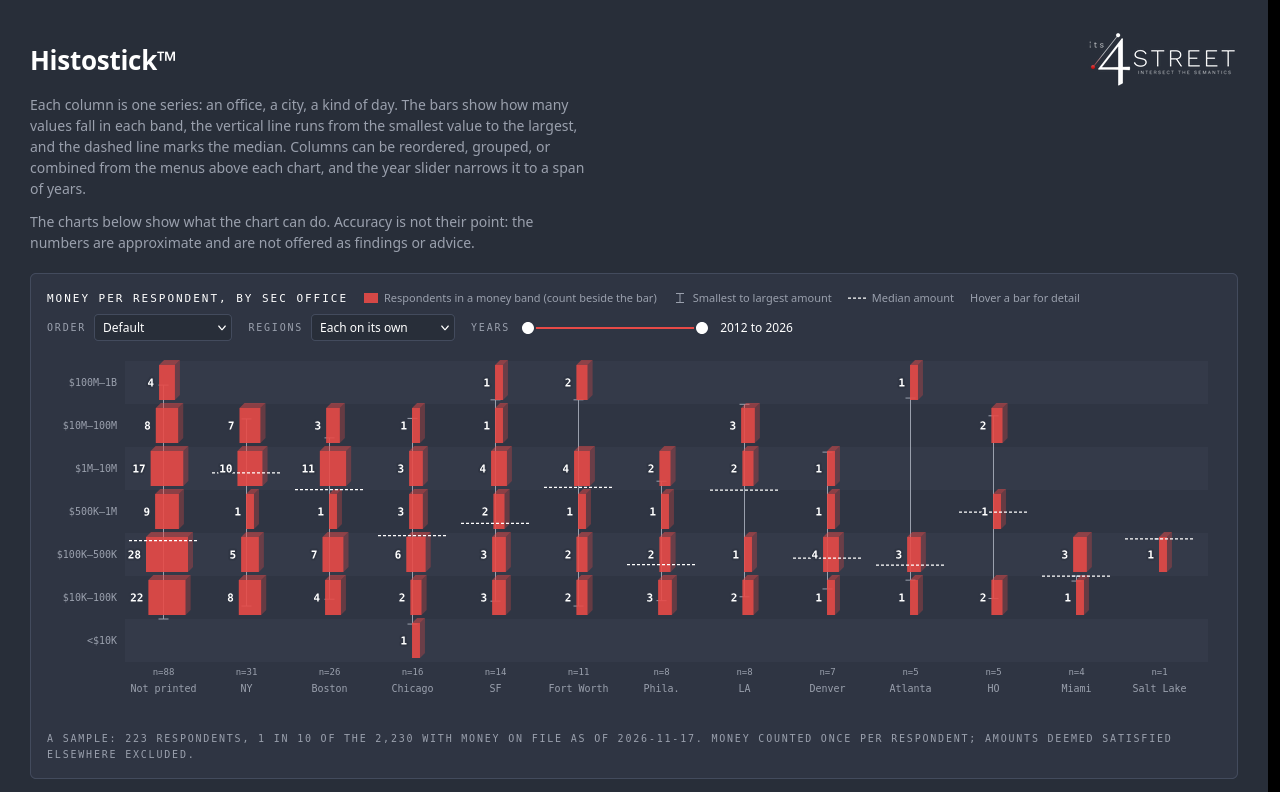 Histostick™
its 4 STREET
INTERSECT THE SEMANTICS
Each column is one series: an office, a city, a kind of day. The bars show how many
values fall in each band, the vertical line runs from the smallest value to the largest,
and the dashed line marks the median. Columns can be reordered, grouped, or
combined from the menus above each chart, and the year slider narrows it to a span
of years.
The charts below show what the chart can do. Accuracy is not their point: the
numbers are approximate and are not offered as findings or advice.
MONEY PER RESPONDENT, BY SEC OFFICE Respondents in a money band (count beside the bar) Smallest to largest amount Median amount Hover a bar for detail
ORDER Default REGIONS Each on its own YEARS 2012 to 2026
$100M–1B 4 1 2 1
$10M–100M 8 7 3 1 1 3 2
$1M–10M 17 10 11 3 4 4 2 2 1
$500K–1M 9 1 1 3 2 1 1 1 1
$100K–500K 28 5 7 6 3 2 2 1 4 3 3 1
$10K–100K 22 8 4 2 3 2 3 2 1 1 2 1
<$10K 1
n=88 n=31 n=26 n=16 n=14 n=11 n=8 n=8 n=7 n=5 n=5 n=4 n=1
Not printed NY Boston Chicago SF Fort Worth Phila. LA Denver Atlanta HO Miami Salt Lake
A SAMPLE: 223 RESPONDENTS, 1 IN 10 OF THE 2,230 WITH MONEY ON FILE AS OF 2026-11-17. MONEY COUNTED ONCE PER RESPONDENT; AMOUNTS DEEMED SATISFIED
ELSEWHERE EXCLUDED.